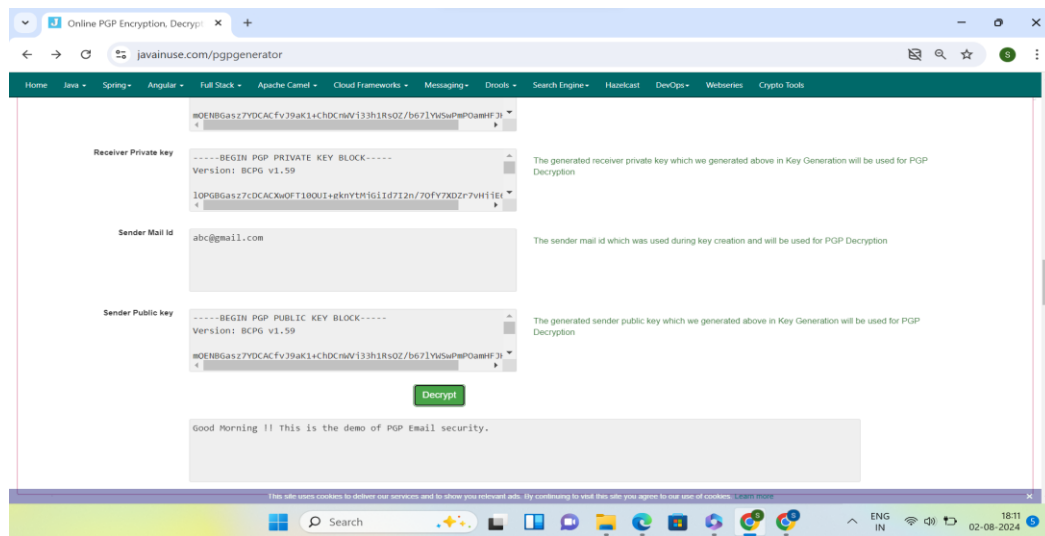 Online PGP Encryption, Decrypt
javainuse.com/pgpgenerator
S
Home Java Spring Angular Full Stack Apache Camel Cloud Frameworks Messaging Drools Search Engine Hazelcast DevOps Webseries Crypto Tools
Receiver Private key
-----BEGIN PGP PRIVATE KEY BLOCK-----
Version: BCPG v1.59
The generated receiver private key which we generated above in Key Generation will be used for PGP
Decryption
Sender Mail Id
abc@gmail.com
The sender mail id which was used during key creation and will be used for PGP Decryption
Sender Public key
-----BEGIN PGP PUBLIC KEY BLOCK-----
Version: BCPG v1.59
The generated sender public key which we generated above in Key Generation will be used for PGP
Decryption
Decrypt
Good Morning !! This is the demo of PGP Email security.
This site uses cookies to deliver our services and to show you relevant ads. By continuing to visit this site you agree to our use of cookies. Learn more
Search
ENG
IN
18:11
02-08-2024
5